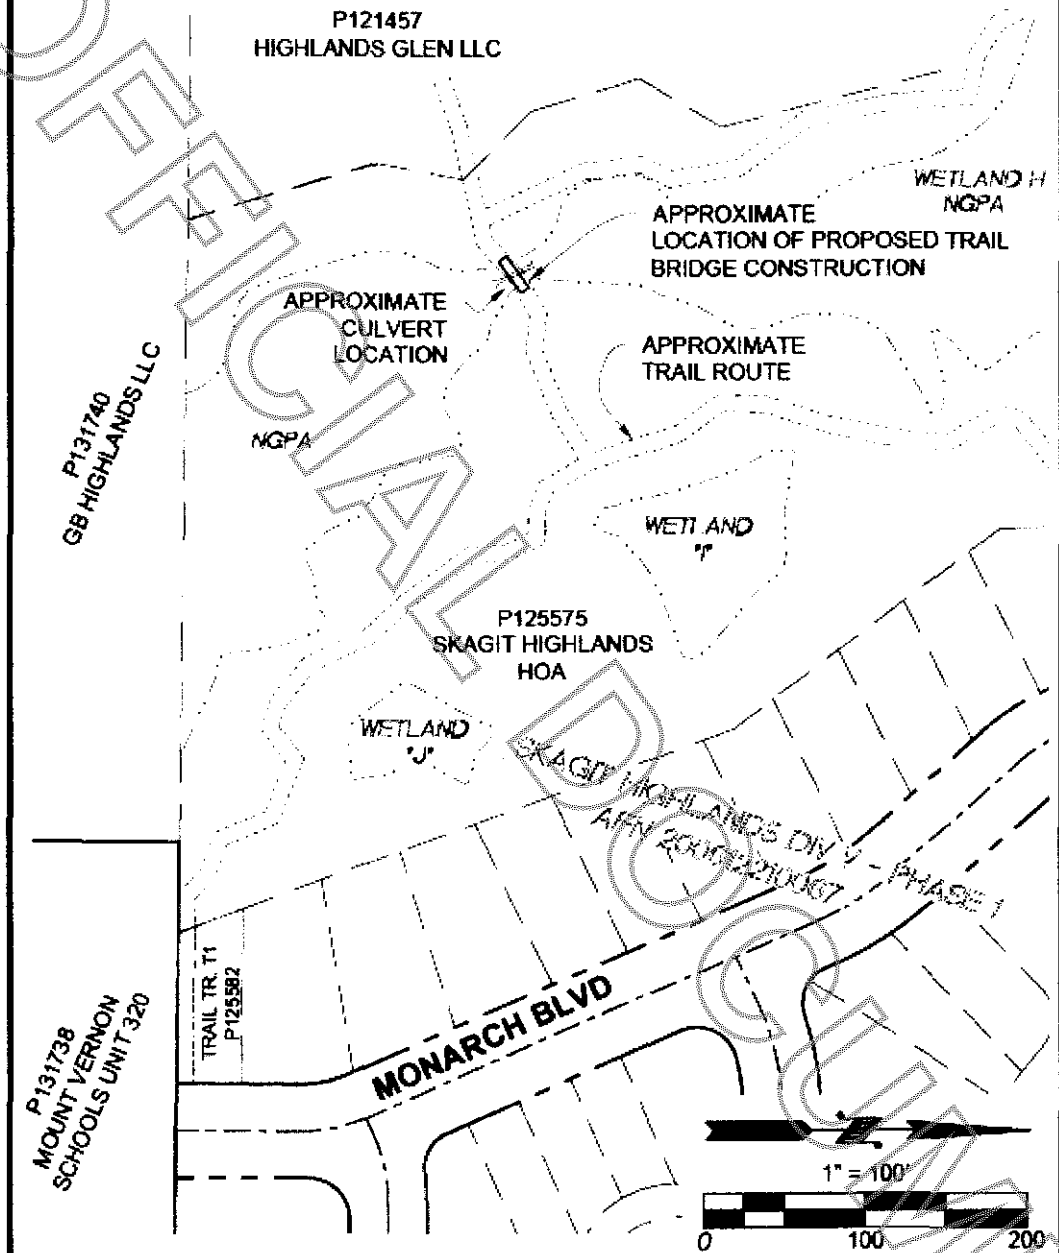 P121457
HIGHLANDS GLEN LLC
WETLAND H
NGPA
APPROXIMATE
LOCATION OF PROPOSED TRAIL
BRIDGE CONSTRUCTION
APPROXIMATE
CULVERT
LOCATION
APPROXIMATE
TRAIL ROUTE
P131740
GB HIGHLANDS LLC
NGPA
WETLAND
"I"
P125575
SKAGIT HIGHLANDS
HOA
WETLAND
"J"
SKAGIT HIGHLANDS DIV - PHASE 1
AFN
TRAIL TR. T1
P125582
MONARCH BLVD
P131738
MOUNT VERNON
SCHOOLS UNIT 320
1" = 100'
0 100 200
OFFICIAL DOCUM